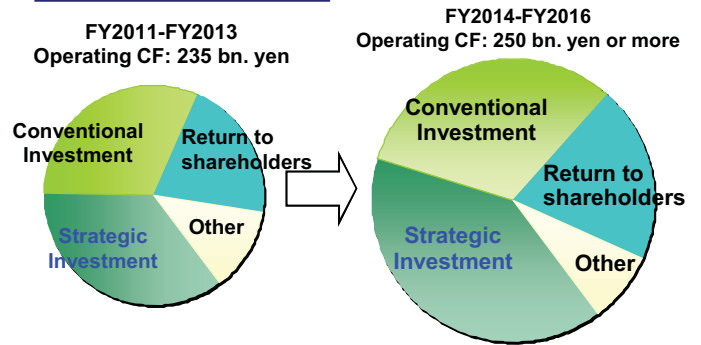 FY2011-FY2013
Operating CF: 235 bn. yen
Conventional
Investment
Return to
shareholders
Strategic
Investment
Other
FY2014-FY2016
Operating CF: 250 bn. yen or more
Conventional
Investment
Return to
shareholders
Strategic
Investment
Other